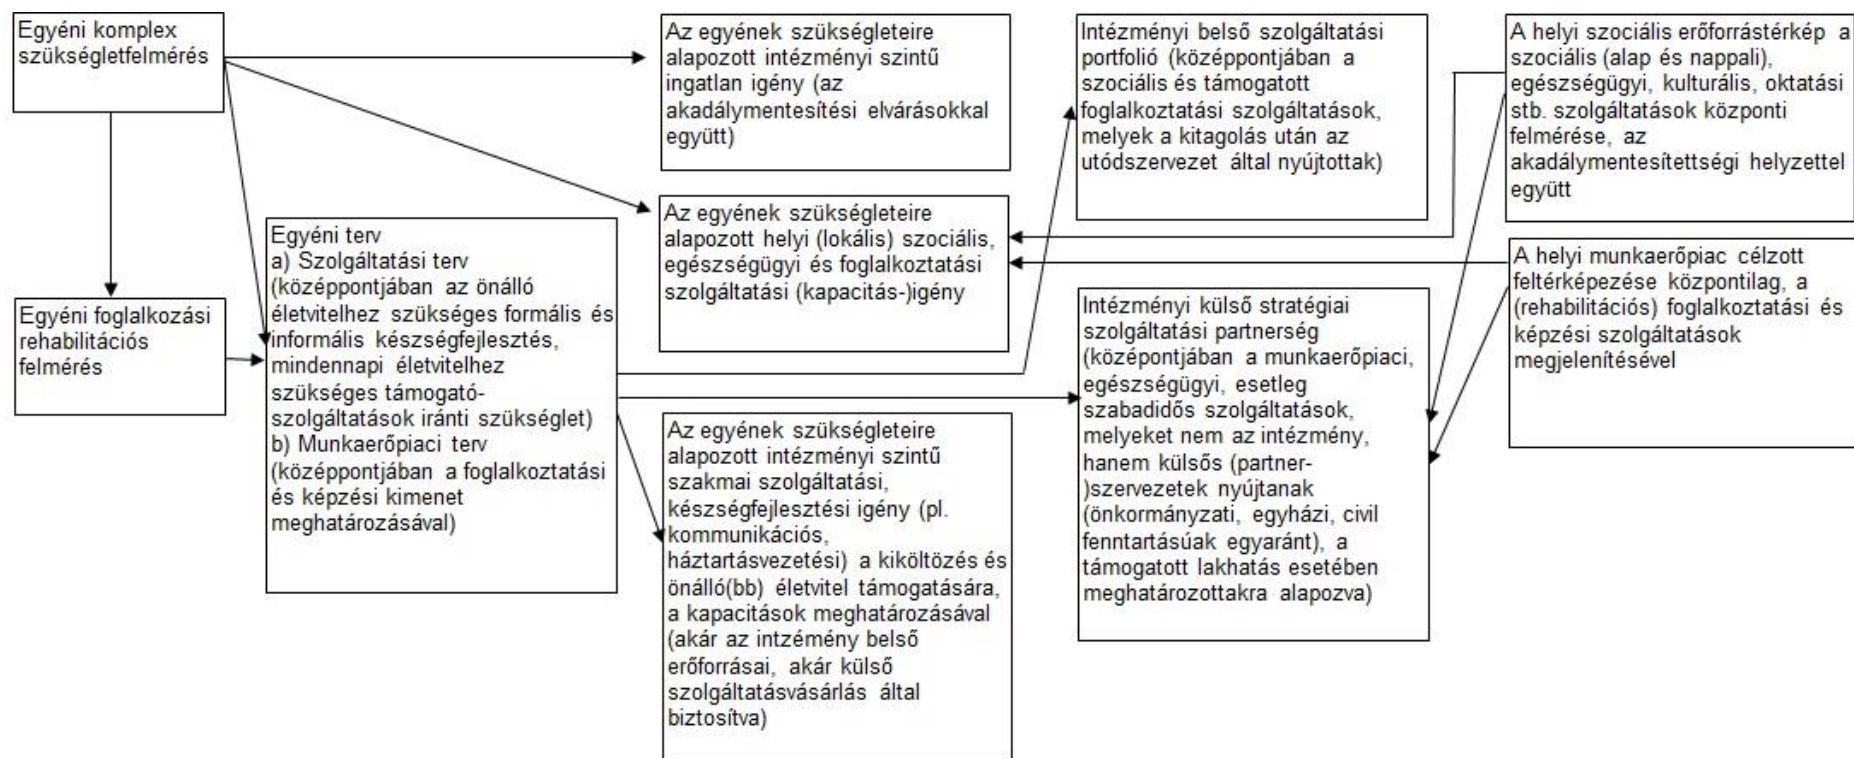 Egyéni komplex
szükségletfelmérés
Egyéni foglalkozási
rehabilitációs
felmérés
Egyéni terv
a) Szolgáltatási terv
(középpontjában az önálló
életvitelhez szükséges formális és
informális készségfejlesztés,
mindennapi életvitelhez
szükséges támogató-
szolgáltatások iránti szükséglet)
b) Munkaerőpiaci terv
(középpontjában a foglalkoztatási
és képzési kimenet
meghatározásával)
Az egyének szükségleteire
alapozott intézményi szintű
ingatlan igény (az
akadálymentesítési elvárásokkal
együtt)
Az egyének szükségleteire
alapozott helyi (lokális) szociális,
egészségügyi és foglalkoztatási
szolgáltatási (kapacitás-)igény
Az egyének szükségleteire
alapozott intézményi szintű
szakmai szolgáltatási,
készségfejlesztési igény (pl.
kommunikációs,
háztartásvezetési) a kiköltözés és
önálló(bb) életvitel támogatására,
a kapacitások meghatározásával
(akár az intzémény belső
erőforrásai, akár külső
szolgáltatásvásárlás által
biztosítva)
Intézményi belső szolgáltatási
portfolió (középpontjában a
szociális és támogatott
foglalkoztatási szolgáltatások,
melyek a kitagolás után az
utódszervezet által nyújtottak)
Intézményi külső stratégiai
szolgáltatási partnerség
(középontjában a munkaerőpiaci,
egészségügyi, esetleg
szabadidős szolgáltatások,
melyeket nem az intézmény,
hanem külsős (partner-
)szervezetek nyújtanak
(önkormányzati, egyházi, civil
fenntartásúak egyaránt), a
támogatott lakhatás esetében
meghatározottakra alapozva)
A helyi szociális erőforrástérkép a
szociális (alap és nappali),
egészségügyi, kulturális, oktatási
stb. szolgáltatások központi
felmérése, az
akadálymentesítettségi helyzettel
együtt
A helyi munkaerőpiac célzott
feltérképezése központilag, a
(rehabilitációs) foglalkoztatási és
képzési szolgáltatások
megjelenítésével